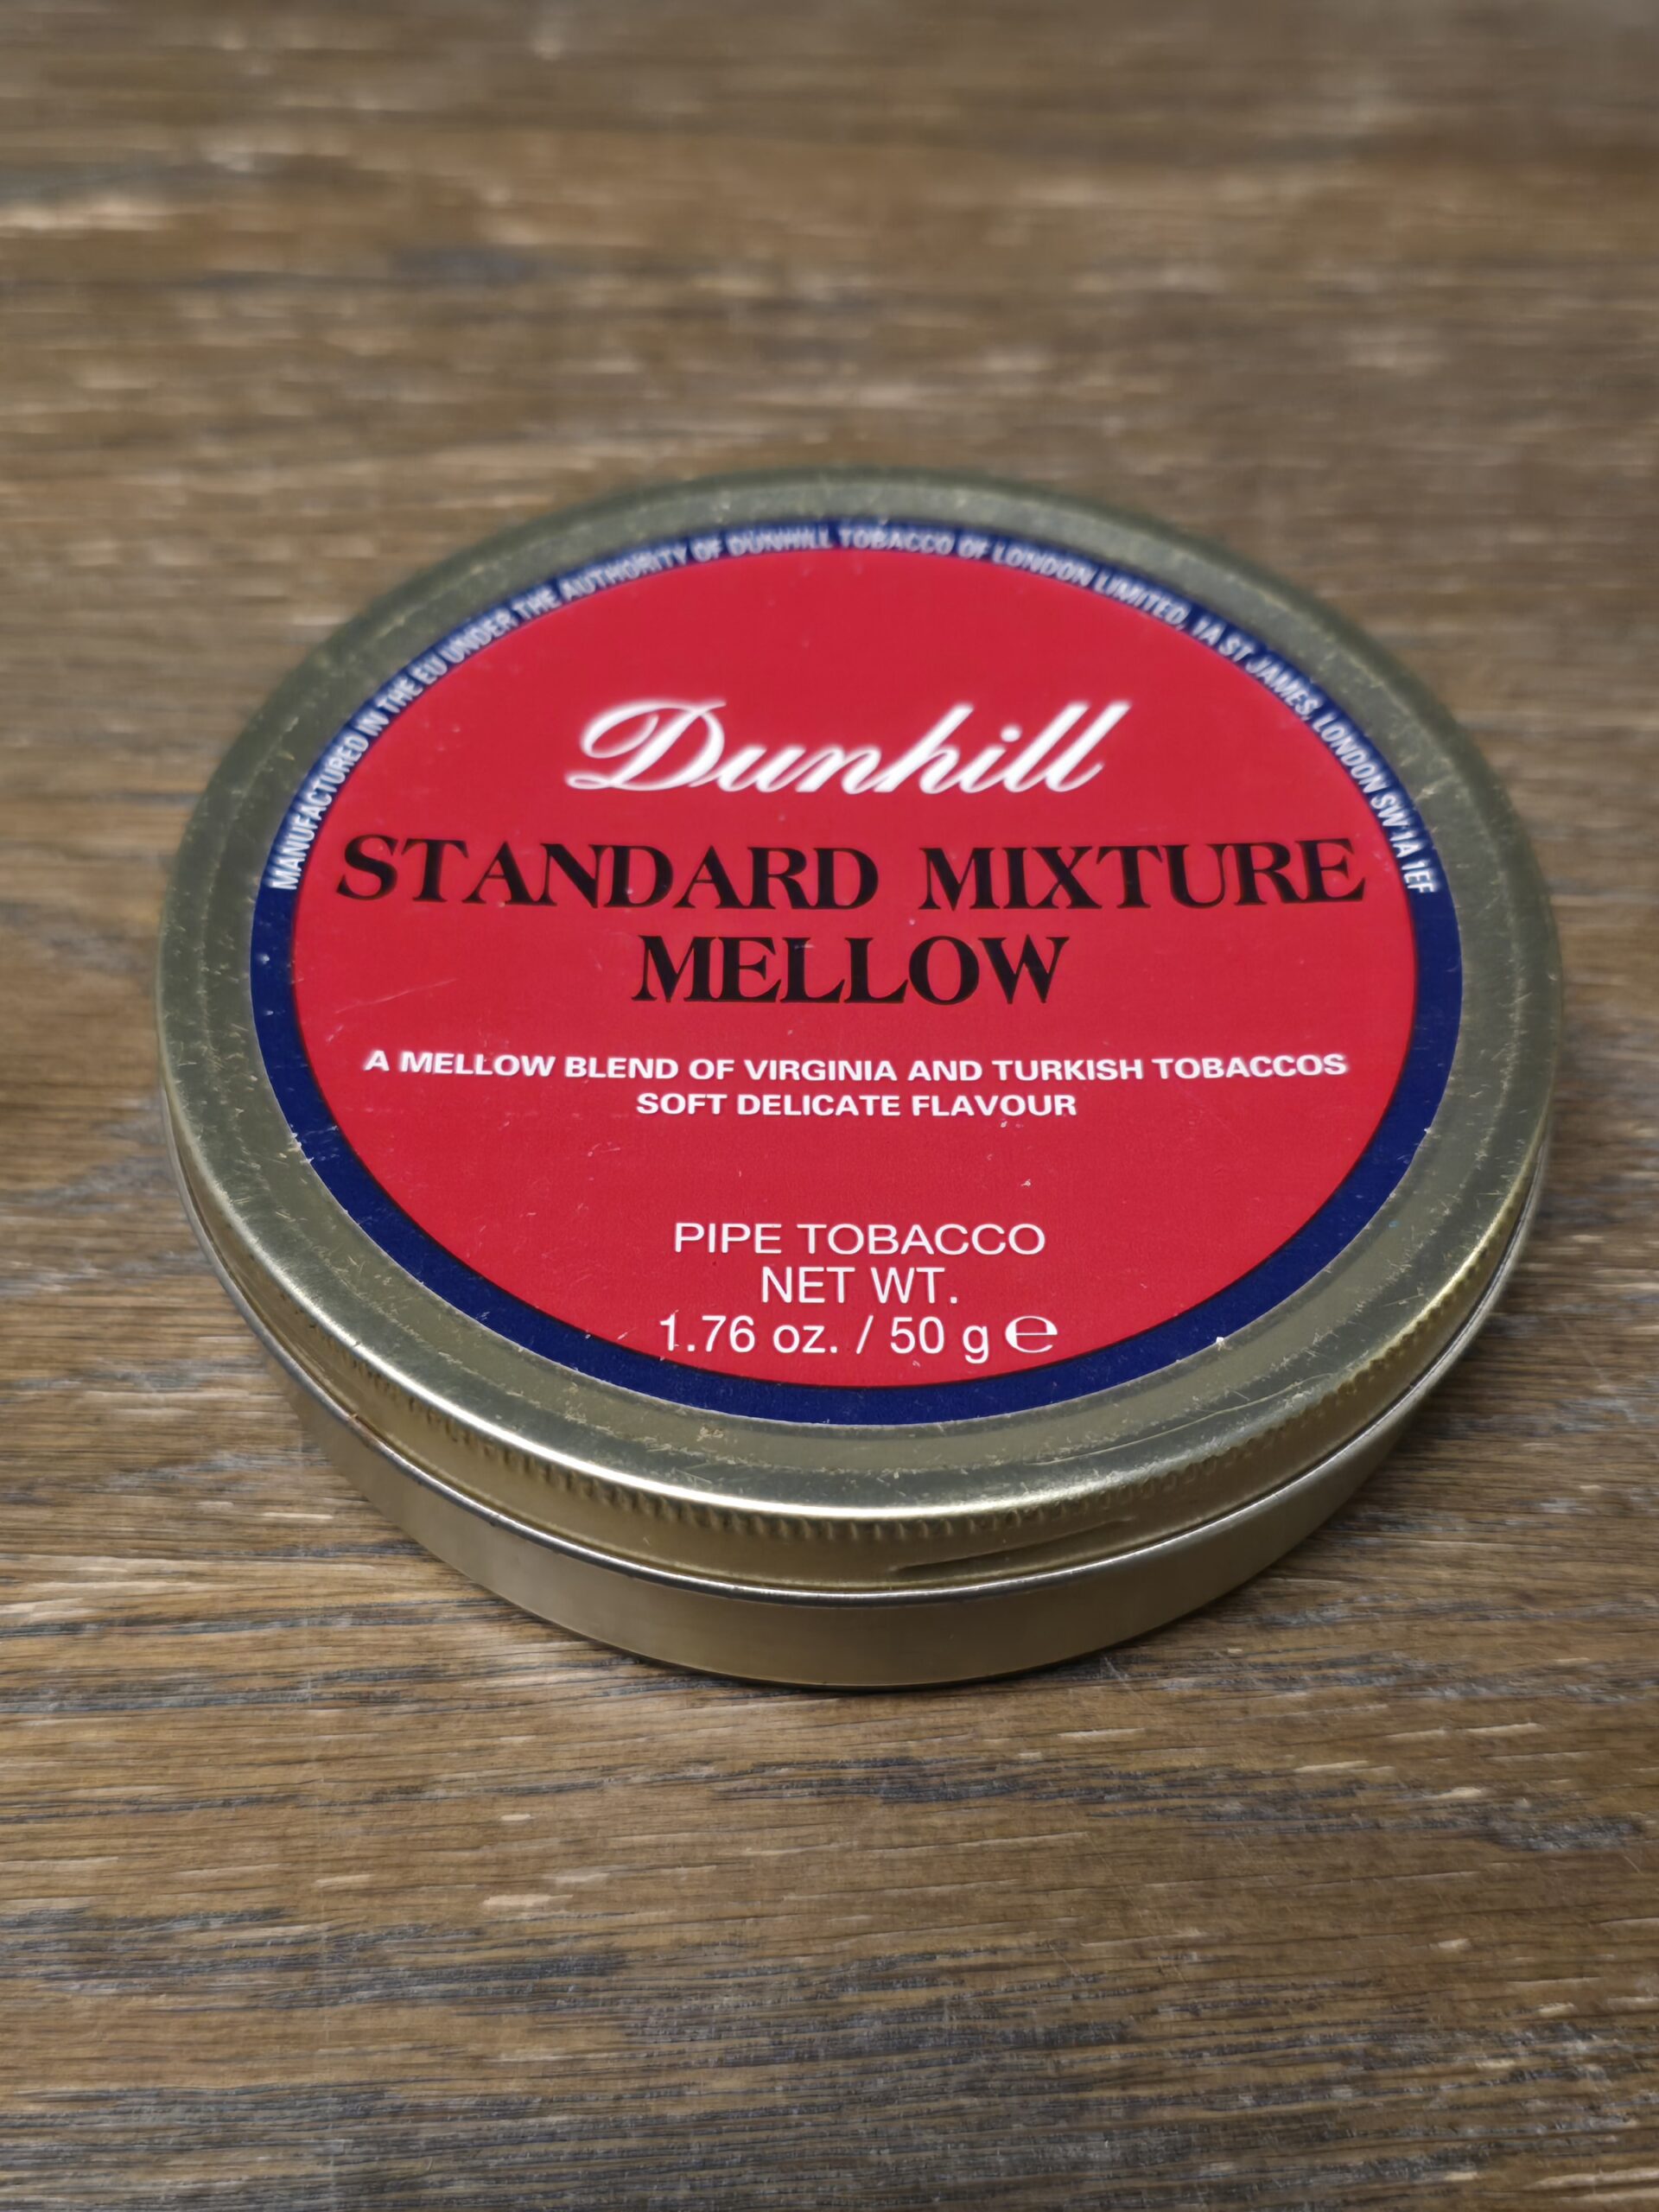 MANUFACTURED IN THE EU UNDER THE AUTHORITY OF DUNHILL TOBACCO OF LONDON LIMITED, 1A ST JAMES, LONDON SW1A 1EF
Dunhill
STANDARD MIXTURE
MELLOW
A MELLOW BLEND OF VIRGINIA AND TURKISH TOBACCOS
SOFT DELICATE FLAVOUR
PIPE TOBACCO
NET WT.
1.76 oz. / 50 g ℮